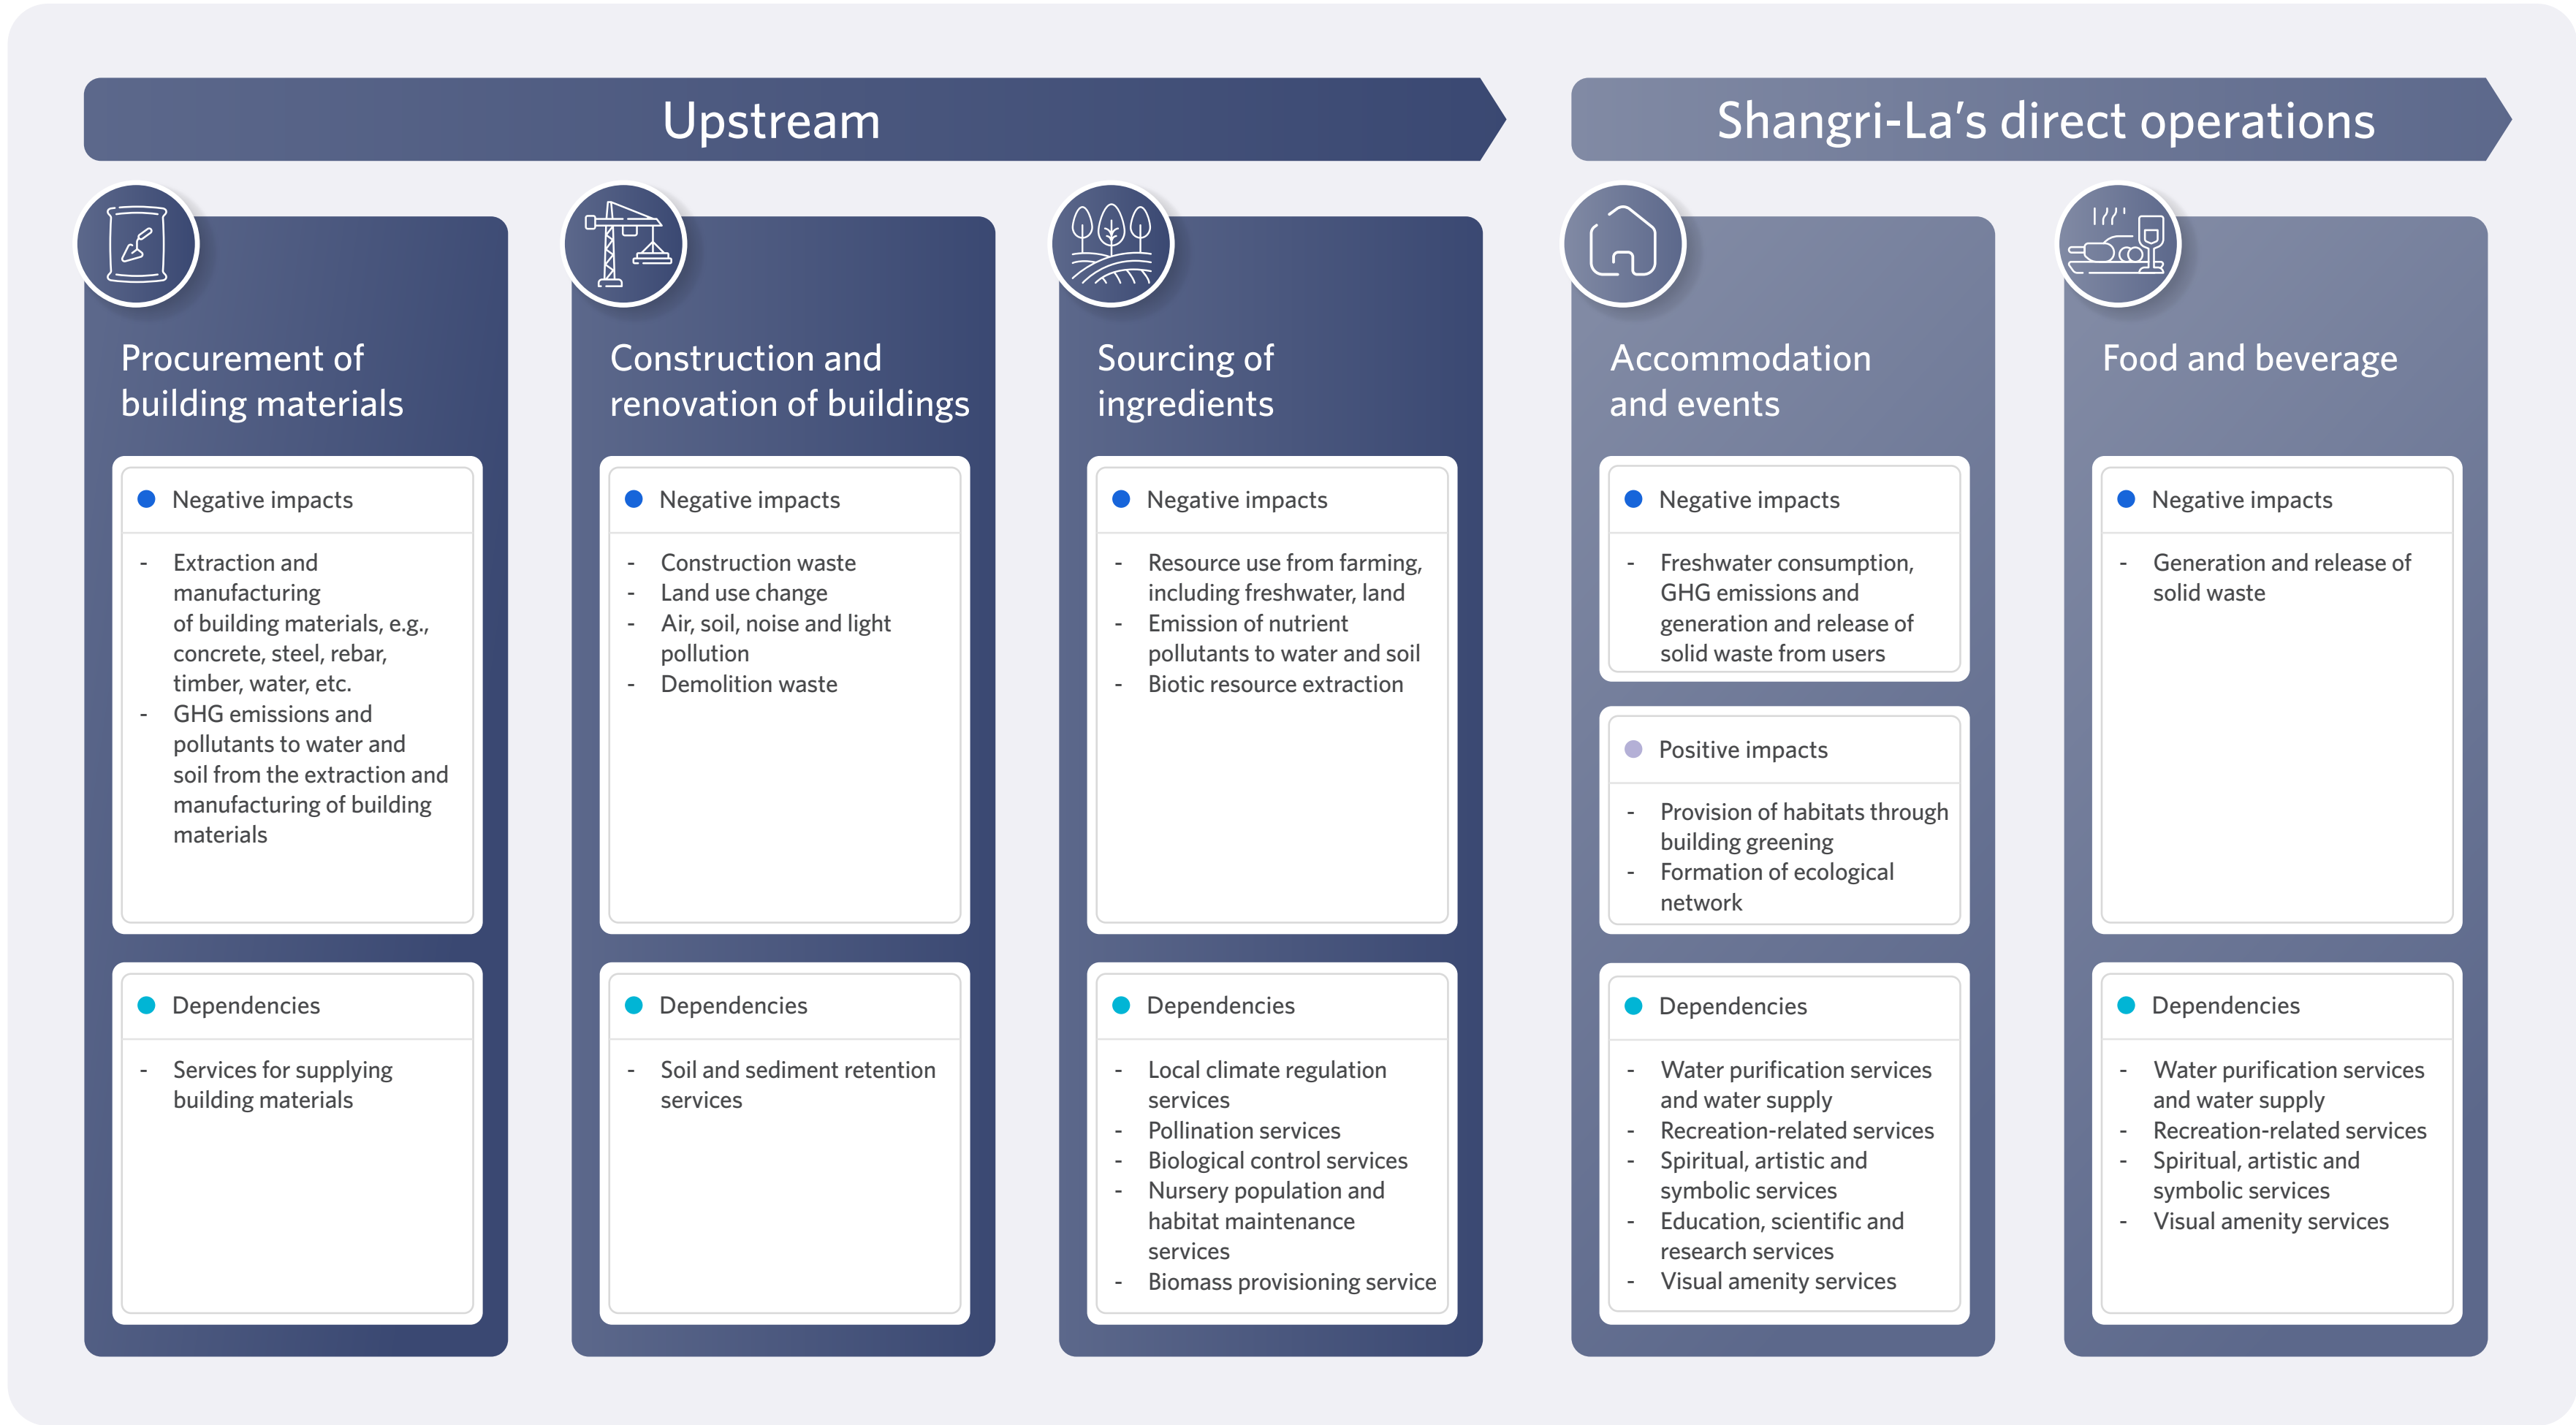 Upstream
Shangri-La’s direct operations
Procurement of
building materials
Negative impacts
- Extraction and
manufacturing
of building materials, e.g.,
concrete, steel, rebar,
timber, water, etc.
- GHG emissions and
pollutants to water and
soil from the extraction and
manufacturing of building
materials
Dependencies
- Services for supplying
building materials
Construction and
renovation of buildings
Negative impacts
- Construction waste
- Land use change
- Air, soil, noise and light
pollution
- Demolition waste
Dependencies
- Soil and sediment retention
services
Sourcing of
ingredients
Negative impacts
- Resource use from farming,
including freshwater, land
- Emission of nutrient
pollutants to water and soil
- Biotic resource extraction
Dependencies
- Local climate regulation
services
- Pollination services
- Biological control services
- Nursery population and
habitat maintenance
services
- Biomass provisioning service
Accommodation
and events
Negative impacts
- Freshwater consumption,
GHG emissions and
generation and release of
solid waste from users
Positive impacts
- Provision of habitats through
building greening
- Formation of ecological
network
Dependencies
- Water purification services
and water supply
- Recreation-related services
- Spiritual, artistic and
symbolic services
- Education, scientific and
research services
- Visual amenity services
Food and beverage
Negative impacts
- Generation and release of
solid waste
Dependencies
- Water purification services
and water supply
- Recreation-related services
- Spiritual, artistic and
symbolic services
- Visual amenity services